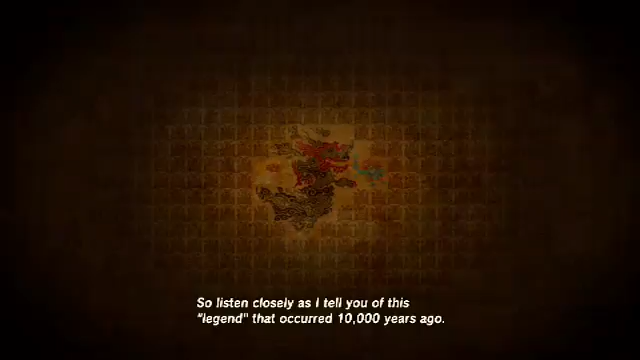 So listen closely as I tell you of this
"legend" that occurred 10,000 years ago.